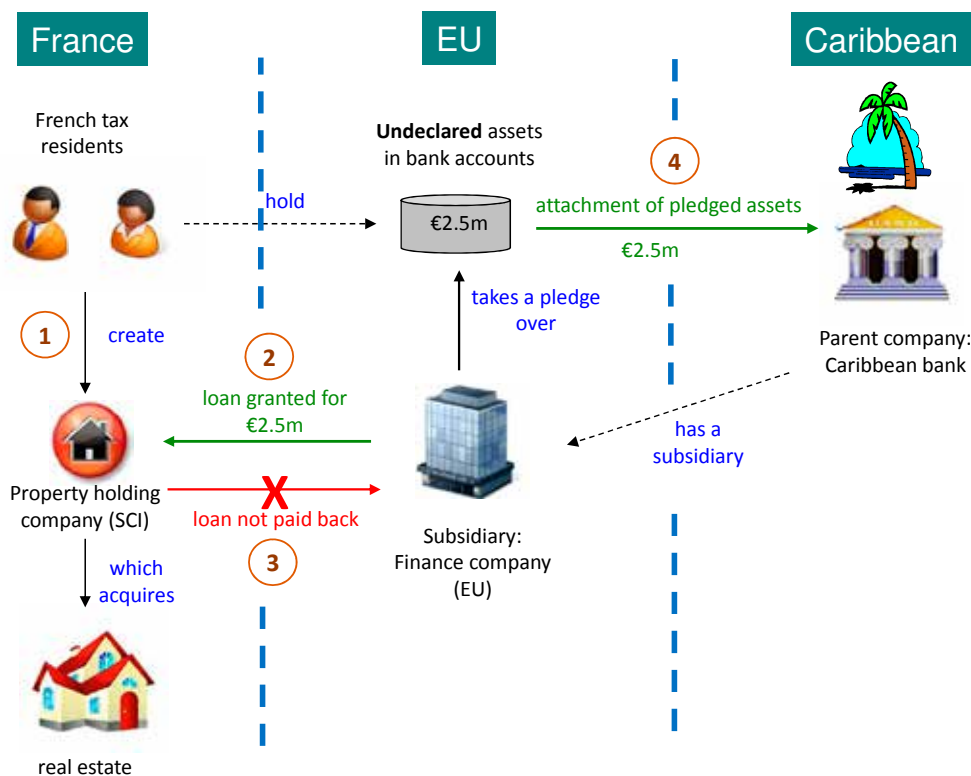 France
EU
Caribbean
French tax
residents
Undeclared assets
in bank accounts
4
hold
€2.5m
attachment of pledged assets
€2.5m
1
create
2
takes a pledge
over
Parent company:
Caribbean bank
loan granted for
€2.5m
has a
subsidiary
Property holding
company (SCI)
X
loan not paid back
3
Subsidiary:
Finance company
(EU)
which
acquires
real estate